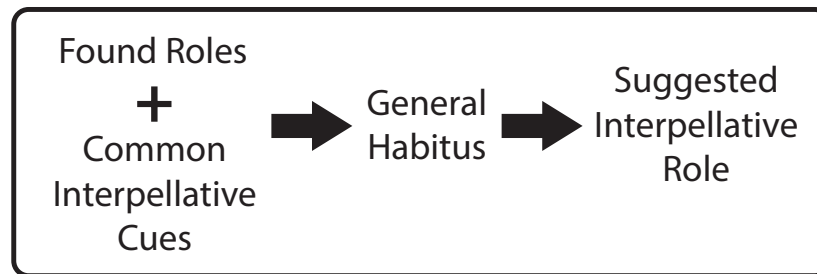 Found Roles
+
Common
Interpellative
Cues
General
Habitus
Suggested
Interpellative
Role